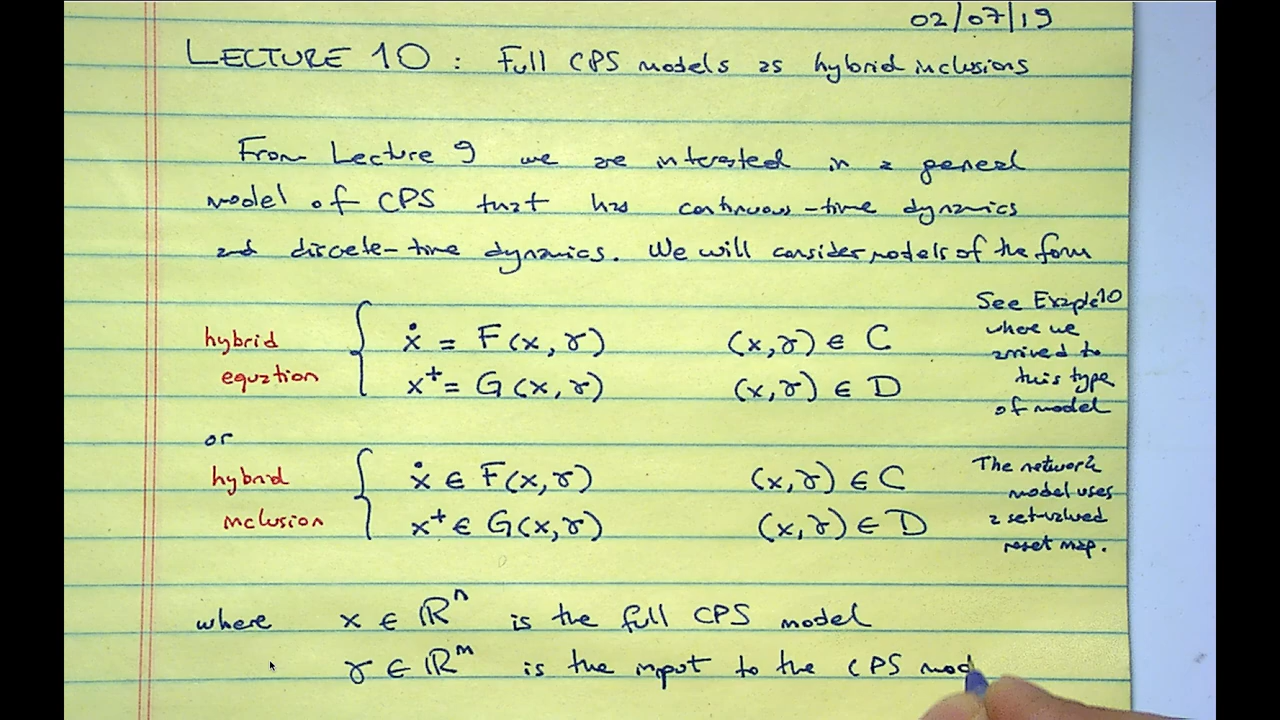 02/07/19
LECTURE 10 : Full CPS models as hybrid inclusions
From Lecture 9 we are interested in a general
model of CPS that has continuous-time dynamics
and discrete-time dynamics. We will consider models of the form
hybrid equation
ẋ = F(x, γ) (x, γ) ∈ C
x⁺ = G(x, γ) (x, γ) ∈ D
See Example 10
where we
arrived to
this type
of model
or
hybrid inclusion
ẋ ∈ F(x, γ) (x, γ) ∈ C
x⁺ ∈ G(x, γ) (x, γ) ∈ D
The network
model uses
a set-valued
reset map.
where x ∈ ℝⁿ is the full CPS model
γ ∈ ℝᵐ is the input to the CPS mod